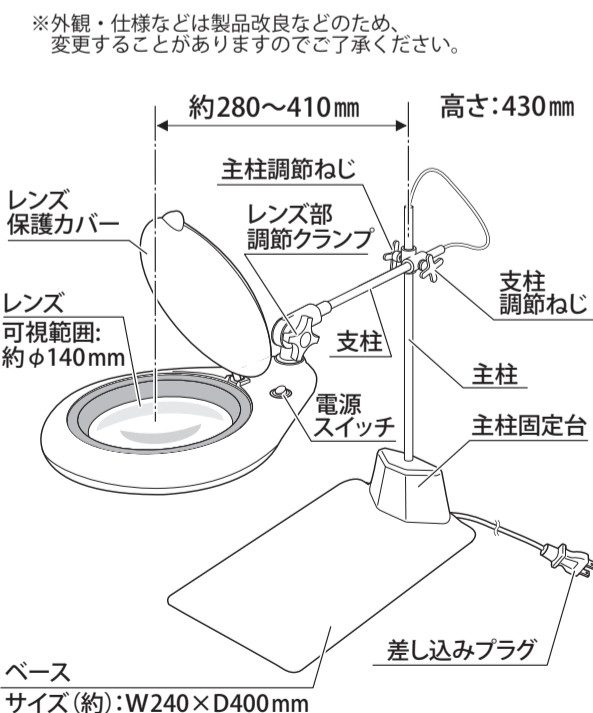 ※外観・仕様などは製品改良などのため、
変更することがありますのでご了承ください。
約280～410㎜
高さ：430㎜
主柱調節ねじ
レンズ
保護カバー
レンズ部
調節クランプ
支柱
調節ねじ
レンズ
可視範囲：
約φ140㎜
支柱
主柱
電源
スイッチ
主柱固定台
差し込みプラグ
ベース
サイズ（約）：W240×D400㎜